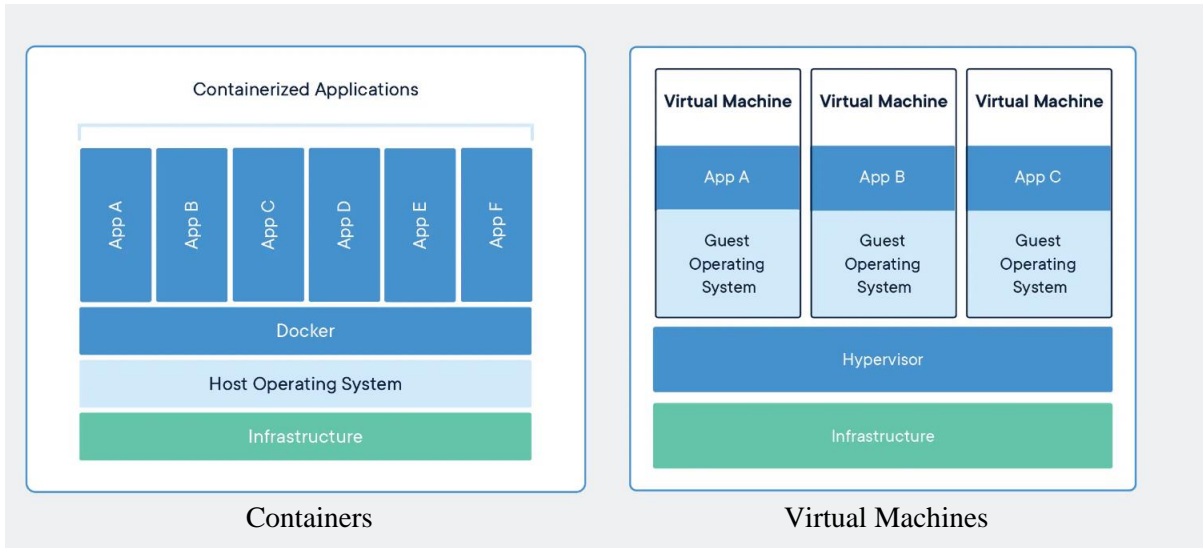 Containerized Applications
App A
App B
App C
App D
App E
App F
Docker
Host Operating System
Infrastructure
Containers
Virtual Machine
App A
Guest
Operating
System
Virtual Machine
App B
Guest
Operating
System
Virtual Machine
App C
Guest
Operating
System
Hypervisor
Infrastructure
Virtual Machines